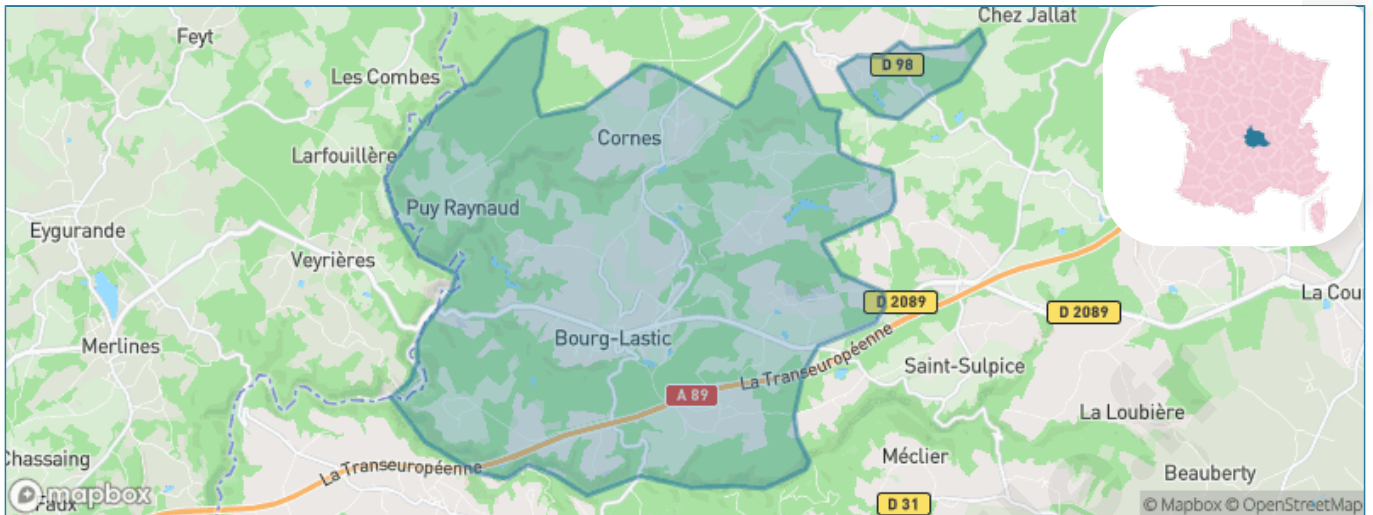 Chez Jallat
Feyt
D 98
Les Combes
Cornes
Larfouillère
Puy Raynaud
Eygurande
Veyrières
La Cou
D 2089
D 2089
Bourg-Lastic
Merlines
La Transeuropéenne
Saint-Sulpice
A 89
La Loubière
Chassaing
La Transeuropéenne
Méclier
Beauberty
mapbox
Faux
D 31
© Mapbox © OpenStreetMap